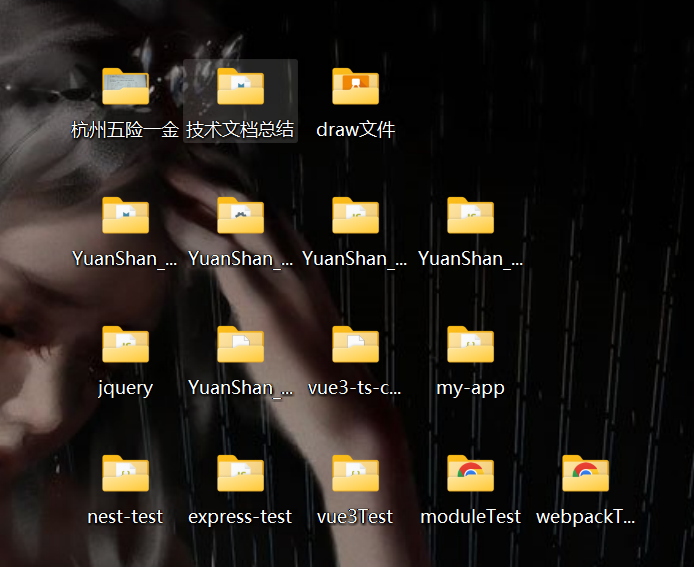 杭州五险一金 技术文档总结 draw文件
YuanShan_... YuanShan_... YuanShan_... YuanShan_...
jquery YuanShan_... vue3-ts-c... my-app
nest-test express-test vue3Test moduleTest webpackT...